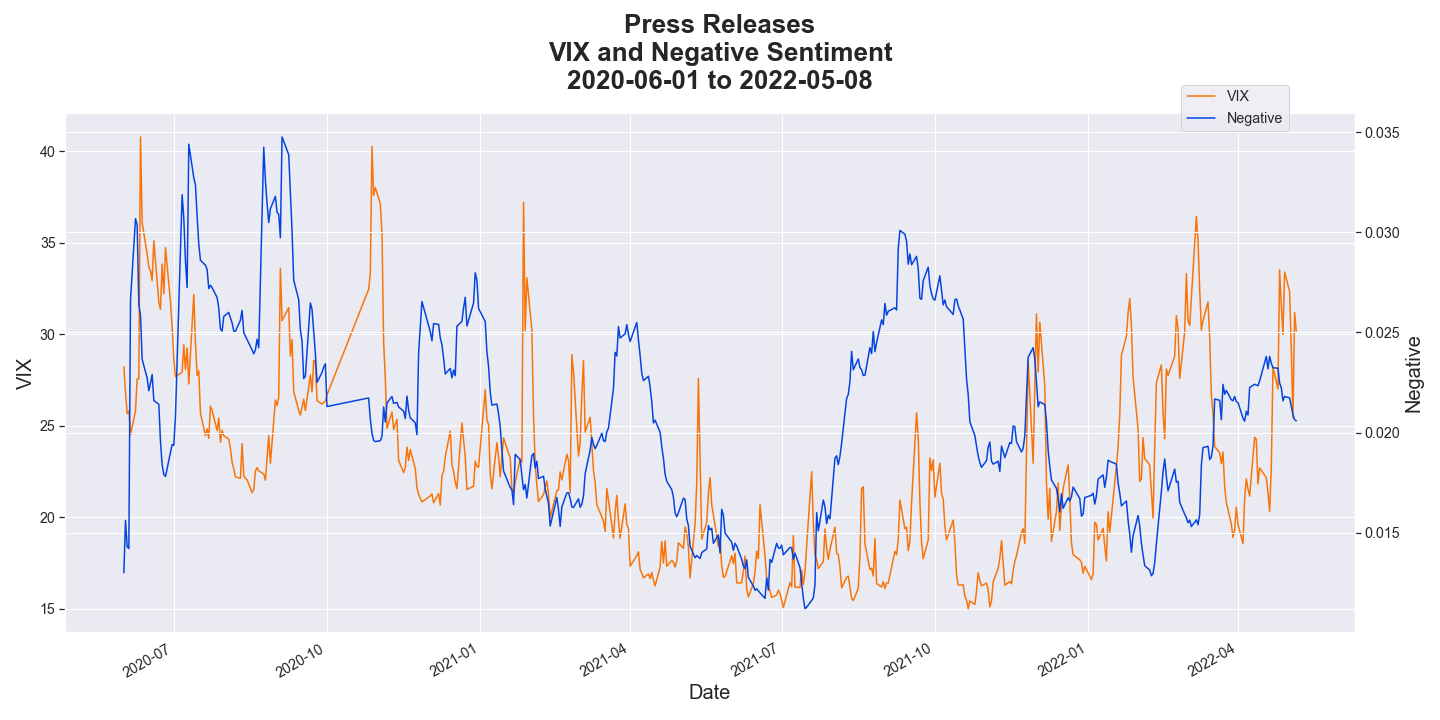 Press Releases
VIX and Negative Sentiment
2020-06-01 to 2022-05-08
VIX
Negative
40
35
30
25
20
15
VIX
0.035
0.030
0.025
0.020
0.015
Negative
2020-07
2020-10
2021-01
2021-04
2021-07
2021-10
2022-01
2022-04
Date